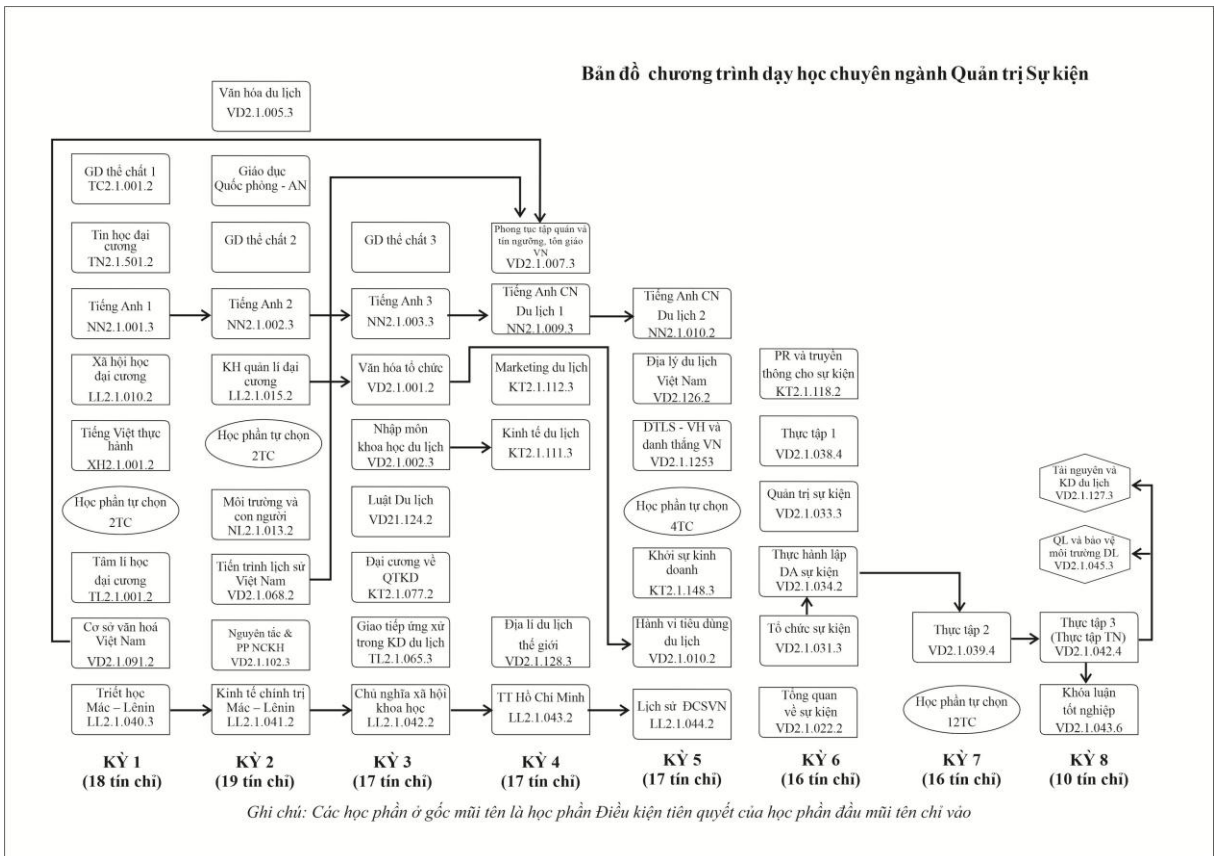 Bản đồ chương trình dạy học chuyên ngành Quản trị Sự kiện
GD thể chất 1
TC2.1.001.2
Tin học đại
cương
TN2.1.501.2
Tiếng Anh 1
NN2.1.001.3
Xã hội học
đại cương
LL2.1.010.2
Tiếng Việt thực
hành
XH2.1.001.2
Học phần tự chọn
2TC
Tâm lí học
đại cương
TL2.1.001.2
Cơ sở văn hoá
Việt Nam
VD2.1.091.2
Triết học
Mác – Lênin
LL2.1.040.3
KỲ 1
(18 tín chỉ)
Văn hóa du lịch
VD2.1.005.3
Giáo dục
Quốc phòng - AN
GD thể chất 2
Tiếng Anh 2
NN2.1.002.3
KH quản lí đại
cương
LL2.1.015.2
Học phần tự chọn
2TC
Môi trường và
con người
NL2.1.013.2
Tiến trình lịch sử
Việt Nam
VD2.1.068.2
Nguyên tắc &
PP NCKH
VD2.1.102.3
Kinh tế chính trị
Mác – Lênin
LL2.1.041.2
KỲ 2
(19 tín chỉ)
GD thể chất 3
Tiếng Anh 3
NN2.1.003.3
Văn hóa tổ chức
VD2.1.001.2
Nhập môn
khoa học du lịch
VD2.1.002.3
Luật Du lịch
VD21.124.2
Đại cương về
QTKD
KT2.1.077.2
Giao tiếp ứng xử
trong KD du lịch
TL2.1.065.3
Chủ nghĩa xã hội
khoa học
LL2.1.042.2
KỲ 3
(17 tín chỉ)
Phong tục tập quán và
tín ngưỡng, tôn giáo
VN
VD2.1.007.3
Tiếng Anh CN
Du lịch 1
NN2.1.009.3
Marketing du lịch
KT2.1.112.3
Kinh tế du lịch
KT2.1.111.3
Địa lí du lịch
thế giới
VD2.1.128.3
TT Hồ Chí Minh
LL2.1.043.2
KỲ 4
(17 tín chỉ)
Tiếng Anh CN
Du lịch 2
NN2.1.010.2
Địa lý du lịch
Việt Nam
VD2.126.2
DTLS - VH và
danh thắng VN
VD2.1.1253
Học phần tự chọn
4TC
Khởi sự kinh
doanh
KT2.1.148.3
Hành vi tiêu dùng
du lịch
VD2.1.010.2
Lịch sử ĐCSVN
LL2.1.044.2
KỲ 5
(17 tín chỉ)
PR và truyền
thông cho sự kiện
KT2.1.118.2
Thực tập 1
VD2.1.038.4
Quản trị sự kiện
VD2.1.033.3
Thực hành lập
DA sự kiện
VD2.1.034.2
Tổ chức sự kiện
VD2.1.031.3
Tổng quan
về sự kiện
VD2.1.022.2
KỲ 6
(16 tín chỉ)
Thực tập 2
VD2.1.039.4
Học phần tự chọn
12TC
KỲ 7
(16 tín chỉ)
Tài nguyên và
KD du lịch
VD2.1.127.3
QL và bảo vệ
môi trường DL
VD2.1.045.3
Thực tập 3
(Thực tập TN)
VD2.1.042.4
Khóa luận
tốt nghiệp
VD2.1.043.6
KỲ 8
(10 tín chỉ)
Ghi chú: Các học phần ở gốc mũi tên là học phần Điều kiện tiên quyết của học phần đầu mũi tên chỉ vào